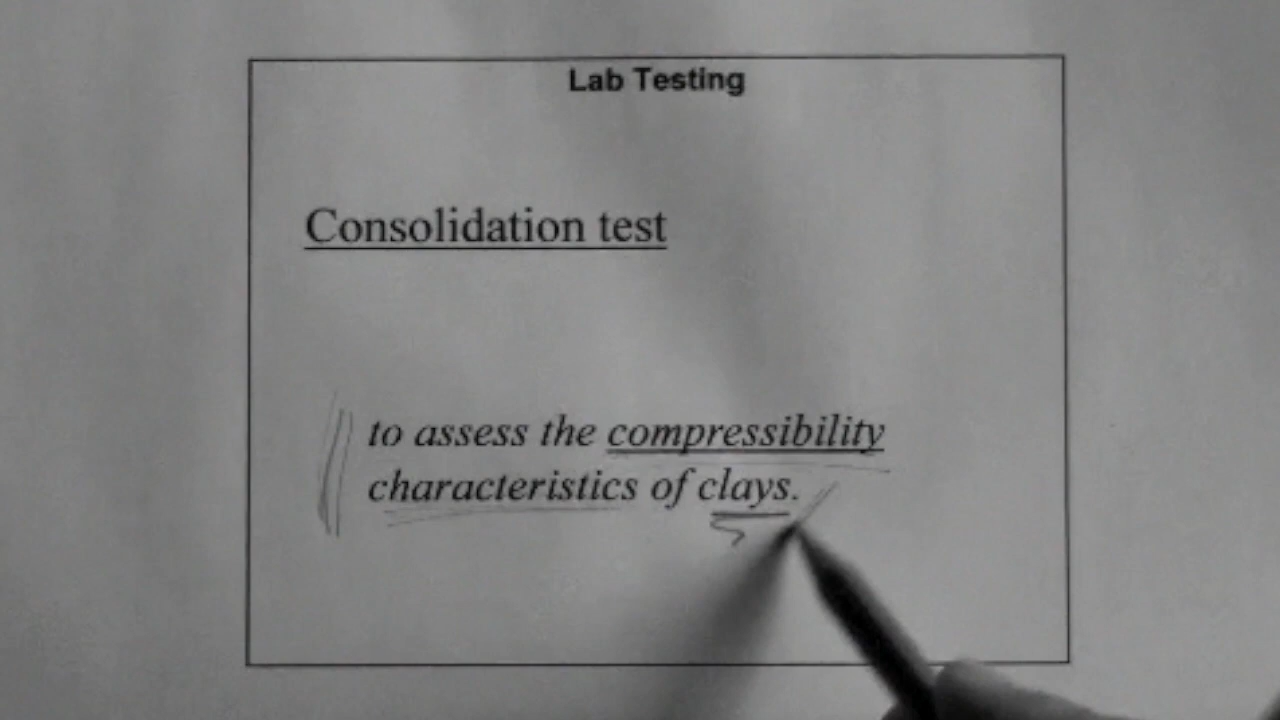 Lab Testing
Consolidation test
to assess the compressibility
characteristics of clays.